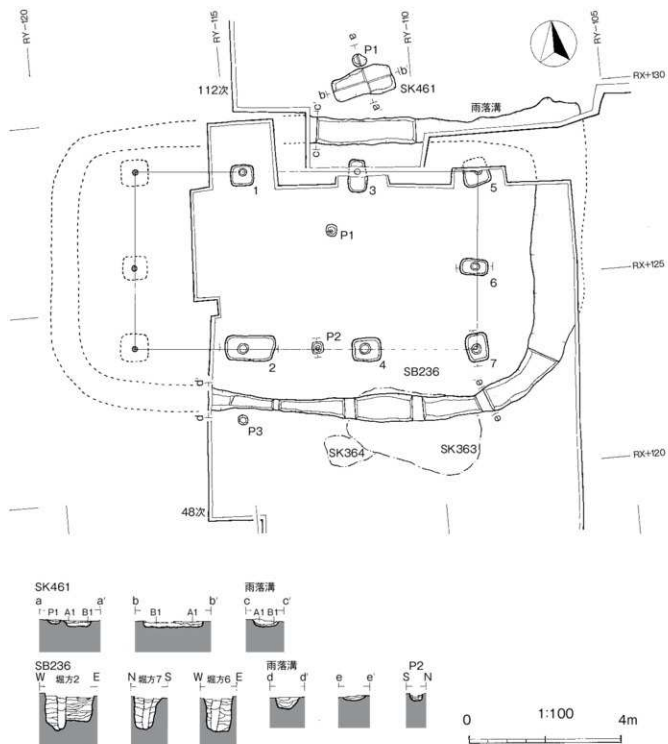 RY-120
RY-115
RY-110
RY-105
a
P1
b'
112次
b
SK461
a'
RX+130
雨落溝
c
c'
1
3
5
P1
6
RX+125
P2
2
4
7
SB236
d
e
d'
e'
P3
SK364
SK363
RX+120
48次
SK461
雨落溝
a a' b b' c c'
P1 A1 B1 B1 A1 A1 B1
SB236
雨落溝
P2
W 堀方2 E N 堀方7 S W 堀方6 E d d' e e' S N
0 1:100 4m